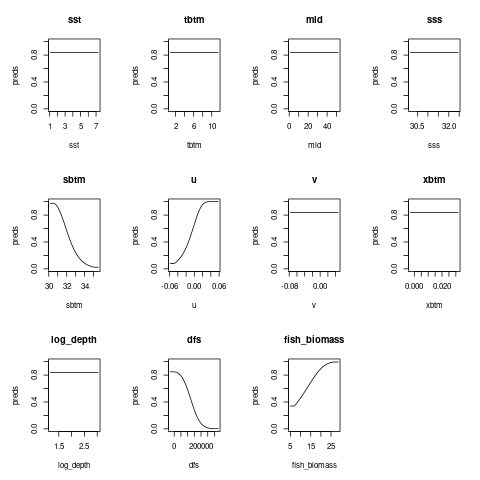 sst
tbtm
mld
sss
preds
0.0 0.4 0.8
1 3 5 7
sst
preds
0.0 0.4 0.8
2 6 10
tbtm
preds
0.0 0.4 0.8
0 20 40
mld
preds
0.0 0.4 0.8
30.5 32.0
sss
sbtm
u
v
xbtm
preds
0.0 0.4 0.8
30 32 34
sbtm
preds
0.0 0.4 0.8
-0.06 0.00 0.06
u
preds
0.0 0.4 0.8
-0.08 0.00
v
preds
0.0 0.4 0.8
0.000 0.020
xbtm
log_depth
dfs
fish_biomass
preds
0.0 0.4 0.8
1.5 2.5
log_depth
preds
0.0 0.4 0.8
0 200000
dfs
preds
0.0 0.4 0.8
5 15 25
fish_biomass